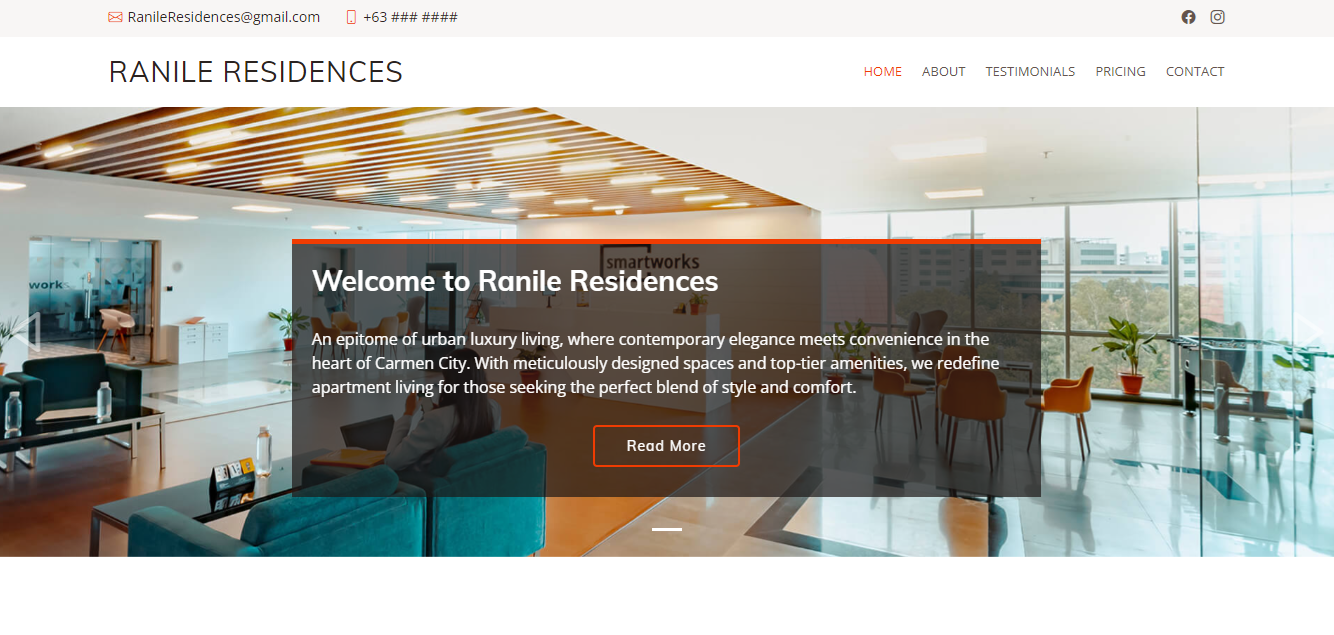 RanileResidences@gmail.com +63 ### ####
RANILE RESIDENCES
HOME ABOUT TESTIMONIALS PRICING CONTACT
smartworks
works
Welcome to Ranile Residences
An epitome of urban luxury living, where contemporary elegance meets convenience in the
heart of Carmen City. With meticulously designed spaces and top-tier amenities, we redefine
apartment living for those seeking the perfect blend of style and comfort.
Read More